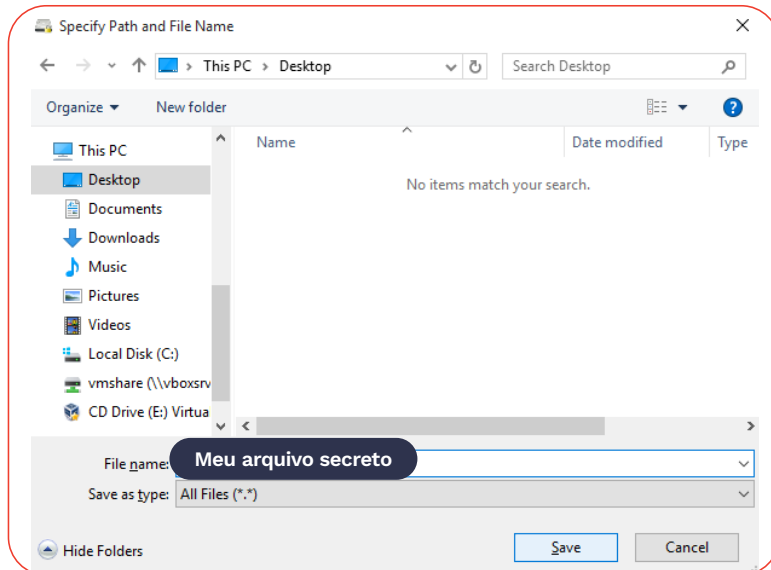 Specify Path and File Name
This PC > Desktop
Search Desktop
Organize
New folder
Name
Date modified
Type
This PC
Desktop
No items match your search.
Documents
Downloads
Music
Pictures
Videos
Local Disk (C:)
vmshare (\\vboxsrv
CD Drive (E:) Virtua
File name:
Meu arquivo secreto
Save as type:
All Files (*.*)
Hide Folders
Save
Cancel